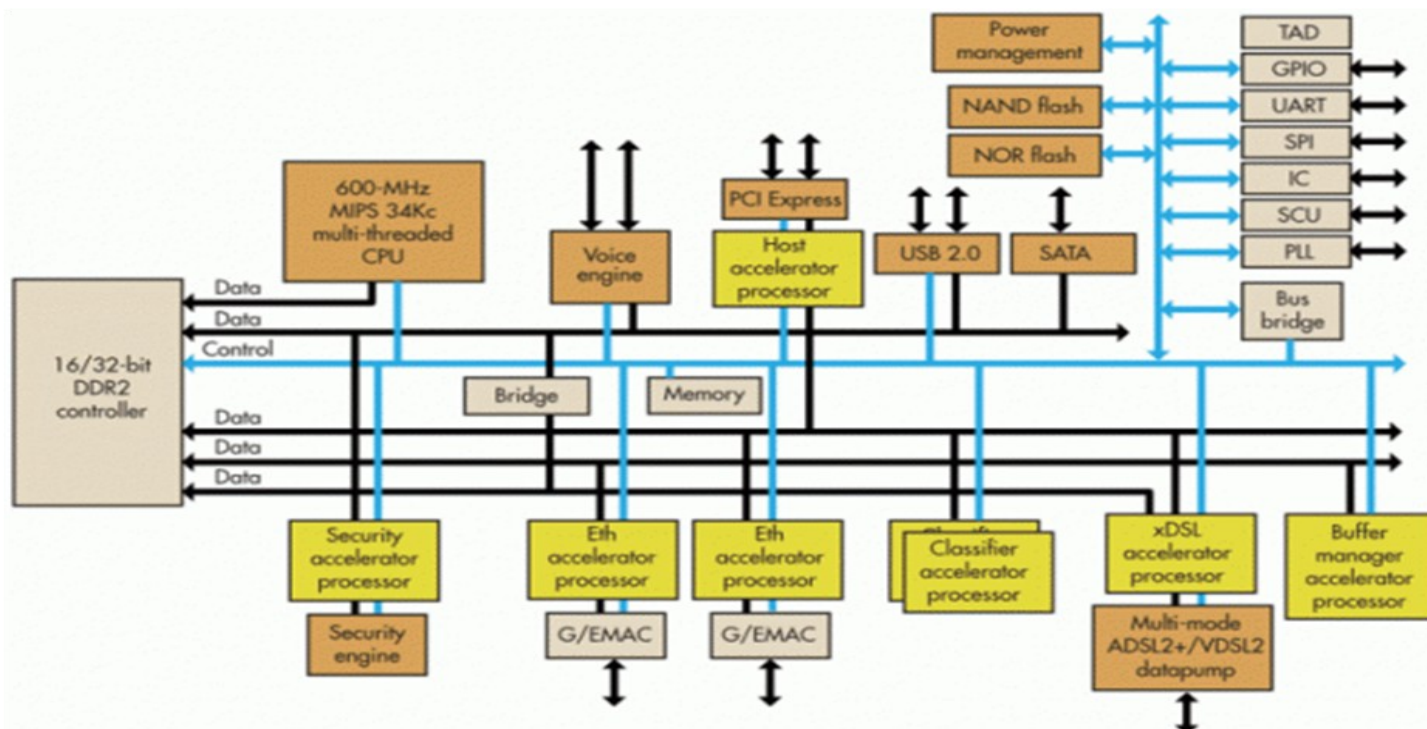 Power
management
TAD
GPIO
NAND flash
UART
NOR flash
SPI
IC
SCU
PLL
600-MHz
MIPS 34Kc
multi-threaded
CPU
PCI Express
Voice
engine
Host
accelerator
processor
USB 2.0
SATA
Bus
bridge
Data
Data
Control
16/32-bit
DDR2
controller
Bridge
Memory
Data
Data
Data
Security
accelerator
processor
Eth
accelerator
processor
Eth
accelerator
processor
Classifier
accelerator
processor
xDSL
accelerator
processor
Buffer
manager
accelerator
processor
Security
engine
G/EMAC
G/EMAC
Multi-mode
ADSL2+/VDSL2
datapump